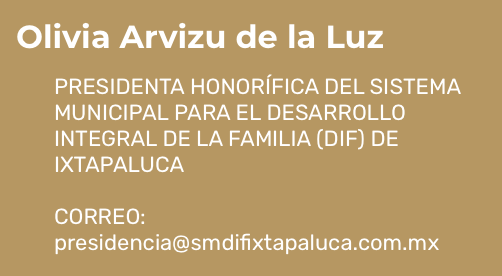 Olivia Arvizu de la Luz
PRESIDENTA HONORÍFICA DEL SISTEMA
MUNICIPAL PARA EL DESARROLLO
INTEGRAL DE LA FAMILIA (DIF) DE
IXTAPALUCA
CORREO:
presidencia@smdifixtapaluca.com.mx